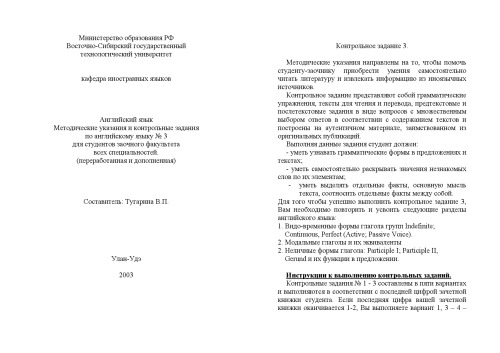 Министерство образования РФ
Восточно-Сибирский государственный
технологический университет
кафедра иностранных языков
Английский язык
Методические указания и контрольные задания
по английскому языку № 3
для студентов заочного факультета
всех специальностей.
(переработанная и дополненная)
Составитель: Тугарина В.П.
Улан-Удэ
2003
Контрольное задание 3.
Методические указания направлены на то, чтобы помочь
студенту-заочнику приобрести умения самостоятельно
читать литературу и извлекать информацию из иноязычных
источников.
Контрольное задание представляют собой грамматические
упражнения, тексты для чтения и перевода, предтекстовые и
послетекстовые задания в виде вопросов с множественным
выбором ответов в соответствии с содержанием текстов и
построены на аутентичном материале, заимствованном из
оригинальных публикаций.
Выполняя данные задания студент должен:
- уметь узнавать грамматические формы в предложениях и
текстах;
- уметь самостоятельно раскрывать значения незнакомых
слов по их элементам;
- уметь выделять отдельные факты, основную мысль
текста, соотносить отдельные факты между собой.
Для того чтобы успешно выполнить контрольное задание 3,
Вам необходимо повторить и усвоить следующие разделы
английского языка:
1. Видо-временные формы глагола групп Indefinite,
Continuous, Perfect (Active; Passive Voice).
2. Модальные глаголы и их эквиваленты
2. Неличные формы глагола: Participle I; Participle II,
Gerund и их функции в предложении.
Инструкции к выполнению контрольных заданий.
Контрольные задания № 1 - 3 составлены в пяти вариантах
и выполняются в соответствии с последней цифрой зачетной
книжки студента. Если последняя цифра вашей зачетной
книжки оканчивается 1-2, Вы выполняете вариант 1, 3 – 4 –